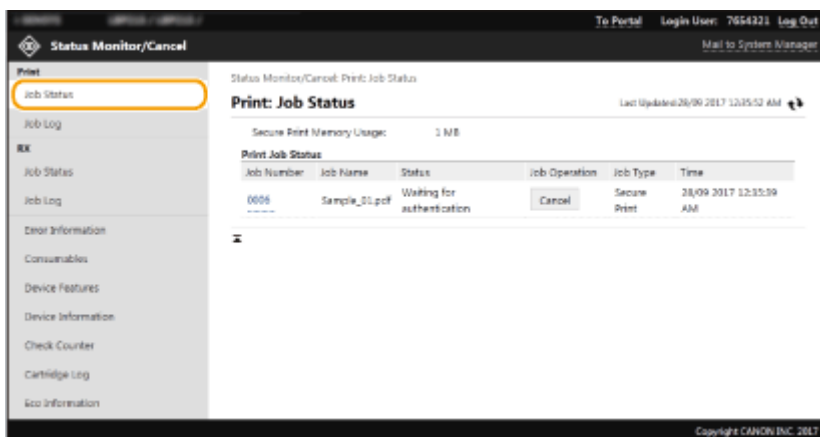 To Portal Login User: 7654321 Log Out
Status Monitor/Cancel Mail to System Manager
Print
Job Status
Job Log
RX
Job Status
Job Log
Error Information
Consumables
Device Features
Device Information
Check Counter
Cartridge Log
Eco Information
Status Monitor/Cancel: Print: Job Status
Print: Job Status Last Updated:28/09 2017 12:35:52 AM
Secure Print Memory Usage: 1 MB
Print Job Status
Job Number Job Name Status Job Operation Job Type Time
0006 Sample_01.pdf Waiting for authentication Cancel Secure Print 28/09 2017 12:35:39 AM
Copyright CANON INC. 2017